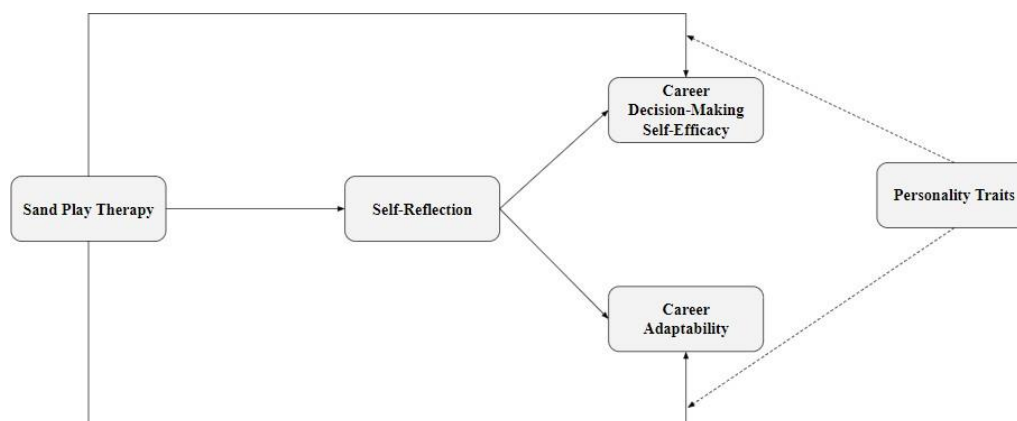 Career
Decision-Making
Self-Efficacy
Sand Play Therapy
Self-Reflection
Personality Traits
Career
Adaptability